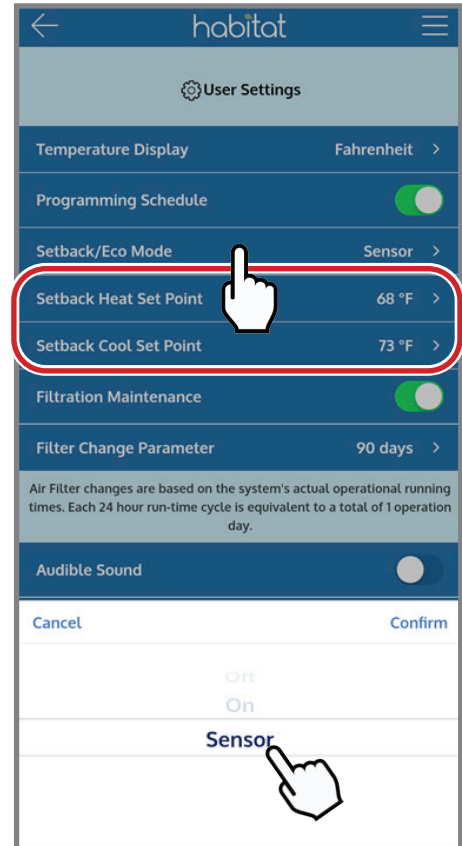 habitat
User Settings
Temperature Display Fahrenheit >
Programming Schedule
Setback/Eco Mode Sensor >
Setback Heat Set Point 68 °F >
Setback Cool Set Point 73 °F >
Filtration Maintenance
Filter Change Parameter 90 days >
Air Filter changes are based on the system's actual operational running
times. Each 24 hour run-time cycle is equivalent to a total of 1 operation
day.
Audible Sound
Cancel Confirm
Off
On
Sensor